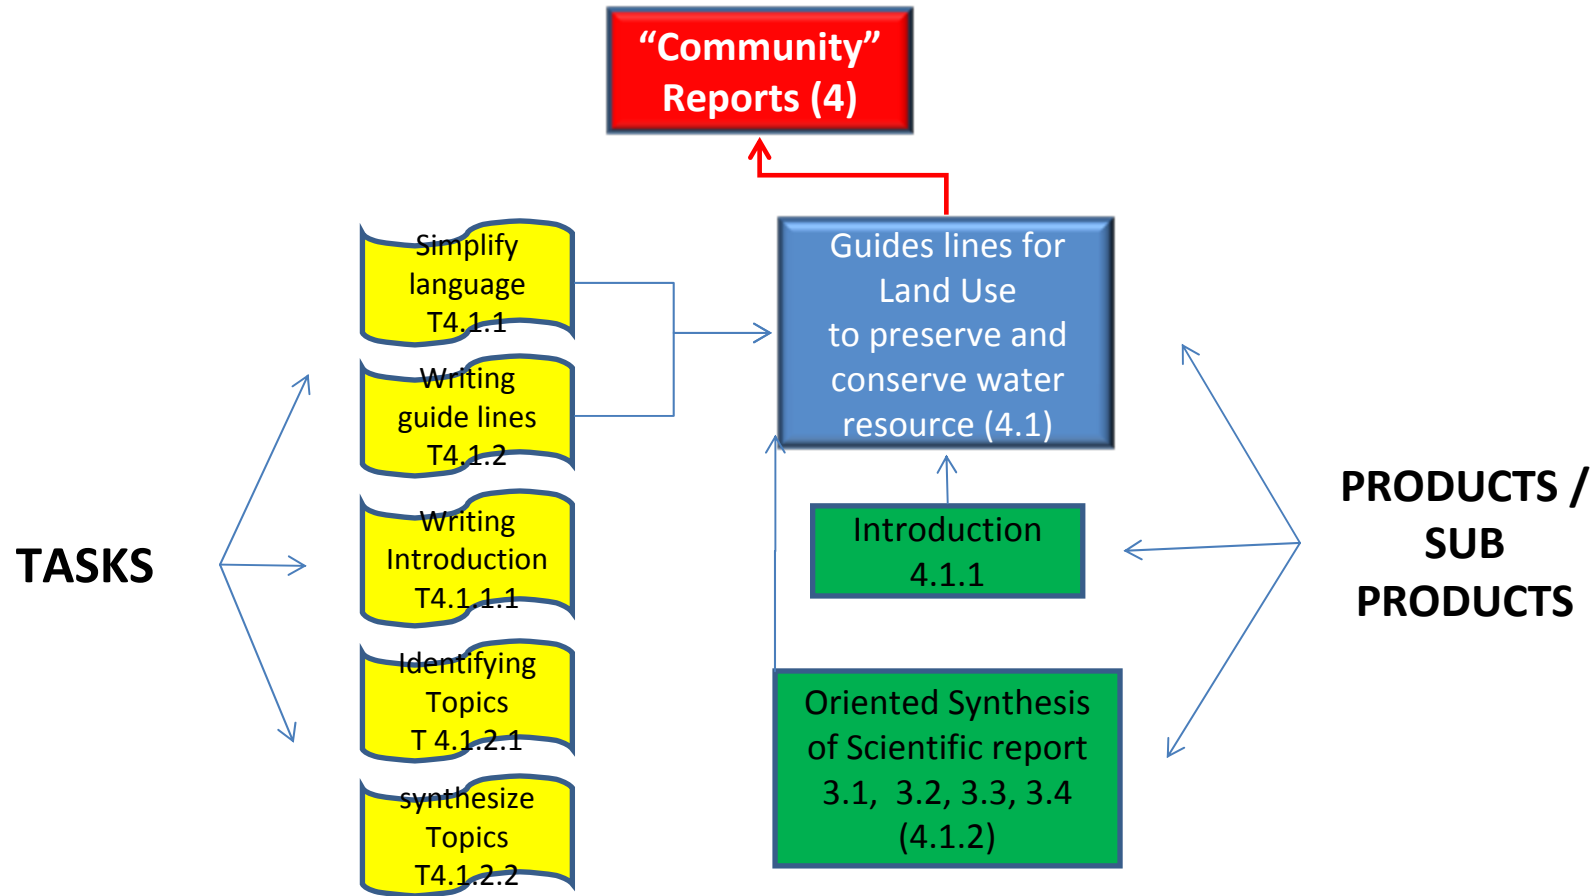 “Community”
Reports (4)
Simplify
language
T4.1.1
Writing
guide lines
T4.1.2
Writing
Introduction
T4.1.1.1
Identifying
Topics
T 4.1.2.1
synthesize
Topics
T4.1.2.2
TASKS
Guides lines for
Land Use
to preserve and
conserve water
resource (4.1)
Introduction
4.1.1
Oriented Synthesis
of Scientific report
3.1, 3.2, 3.3, 3.4
(4.1.2)
PRODUCTS /
SUB
PRODUCTS